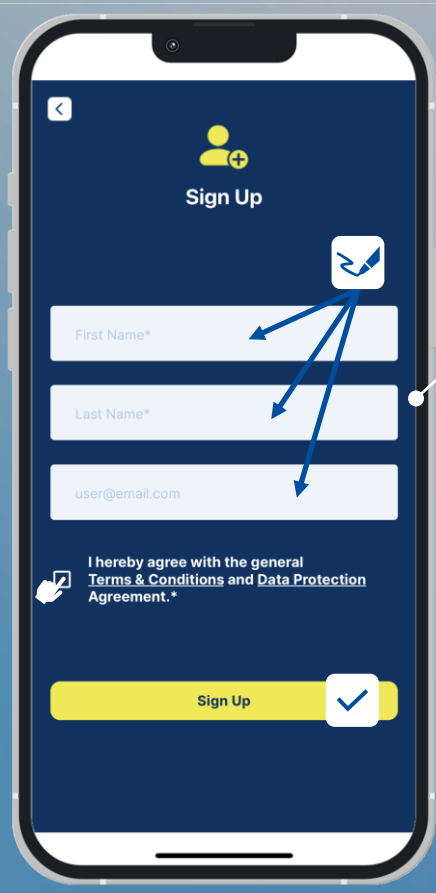 Sign Up
First Name*
Last Name*
user@email.com
I hereby agree with the general
Terms & Conditions and Data Protection
Agreement.*
Sign Up